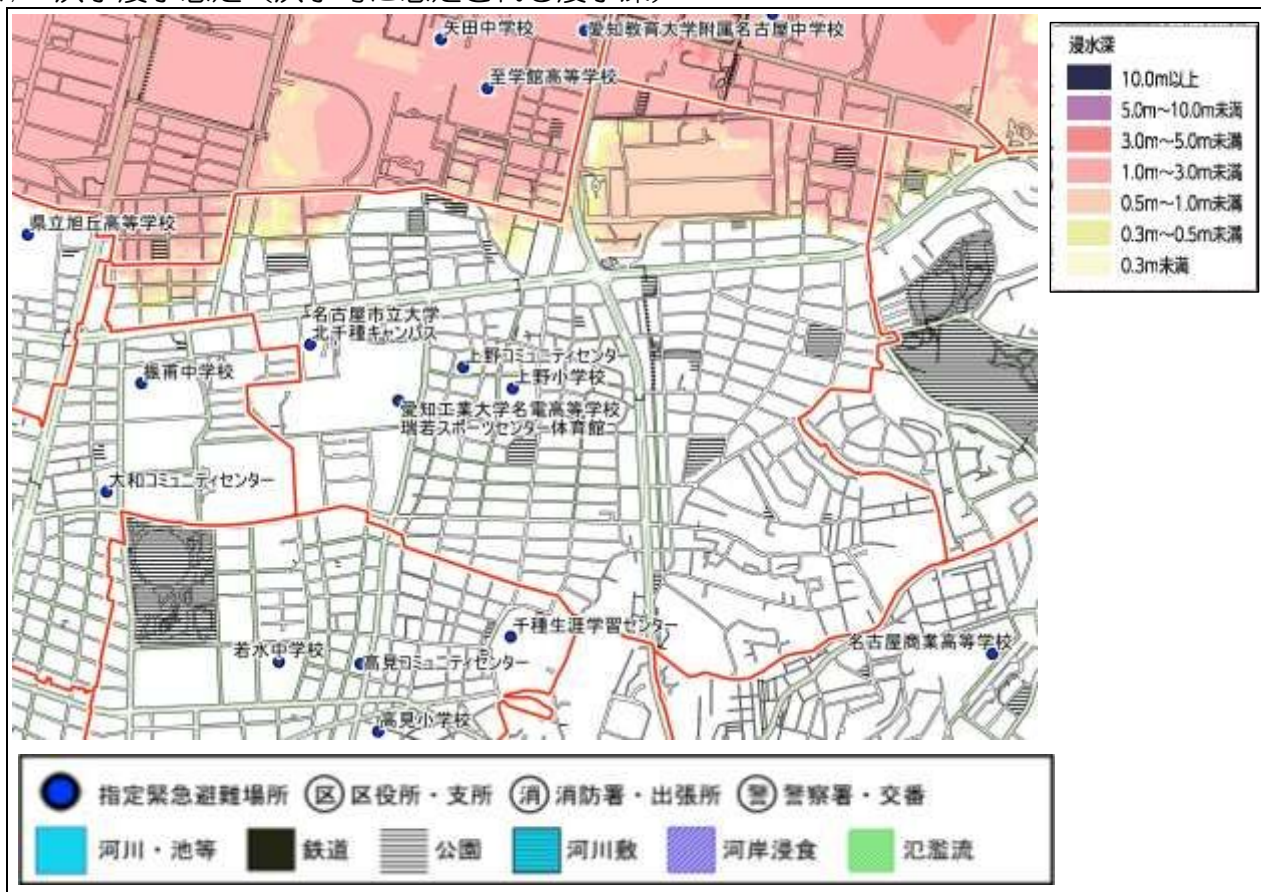 矢田中学校
愛知教育大学附属名古屋中学校
至学館高等学校
県立旭丘高等学校
名古屋市立大学
北千種キャンパス
上野コミュニティセンター
楓甫中学校
上野小学校
愛知工業大学名電高等学校
瑞若スポーツセンター体育館
大和コミュニティセンター
千種生涯学習センター
若水中学校
高見コミュニティセンター
名古屋商業高等学校
高見小学校
浸水深
10.0m以上
5.0m～10.0m未満
3.0m～5.0m未満
1.0m～3.0m未満
0.5m～1.0m未満
0.3m～0.5m未満
0.3m未満
指定緊急避難場所 区 区役所・支所 消 消防署・出張所 警 警察署・交番
河川・池等 鉄道 公園 河川敷 河岸浸食 氾濫流